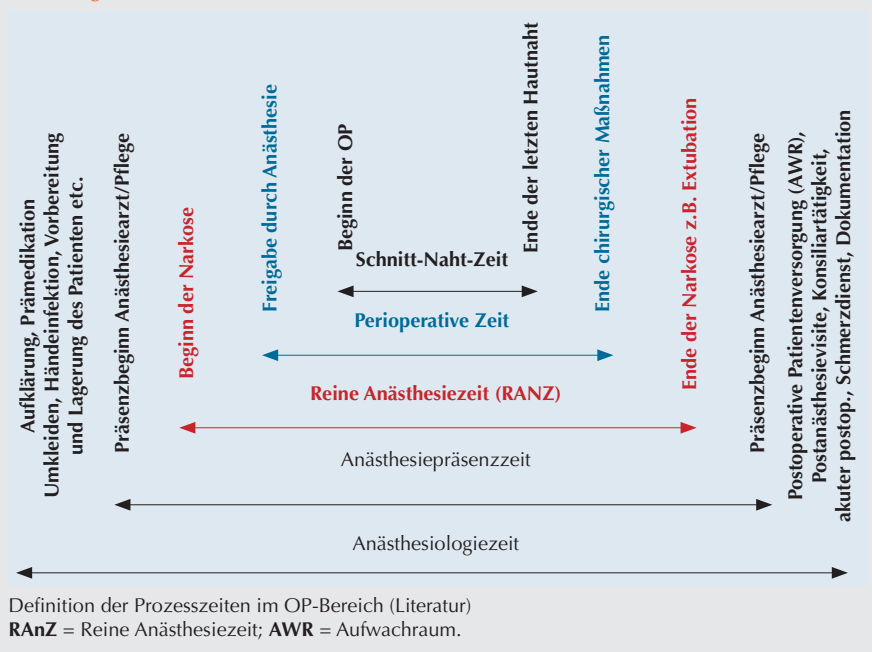 Aufklärung, Prämedikation
Umkleiden, Händeinfektion, Vorbereitung
und Lagerung des Patienten etc.
Präsenzbeginn Anästhesiearzt/Pflege
Beginn der Narkose
Freigabe durch Anästhesie
Beginn der OP
Ende der letzten Hautnaht
Ende chirurgischer Maßnahmen
Ende der Narkose z.B. Extubation
Präsenzbeginn Anästhesiearzt/Pflege
Postoperative Patientenversorgung (AWR),
Postanästhesievisite, Konsiliartätigkeit,
akuter postop., Schmerzdienst, Dokumentation
Schnitt-Naht-Zeit
Perioperative Zeit
Reine Anästhesiezeit (RANZ)
Anästhesiepräsenzzeit
Anästhesiologiezeit
Definition der Prozesszeiten im OP-Bereich (Literatur)
RAnZ = Reine Anästhesiezeit; AWR = Aufwachraum.